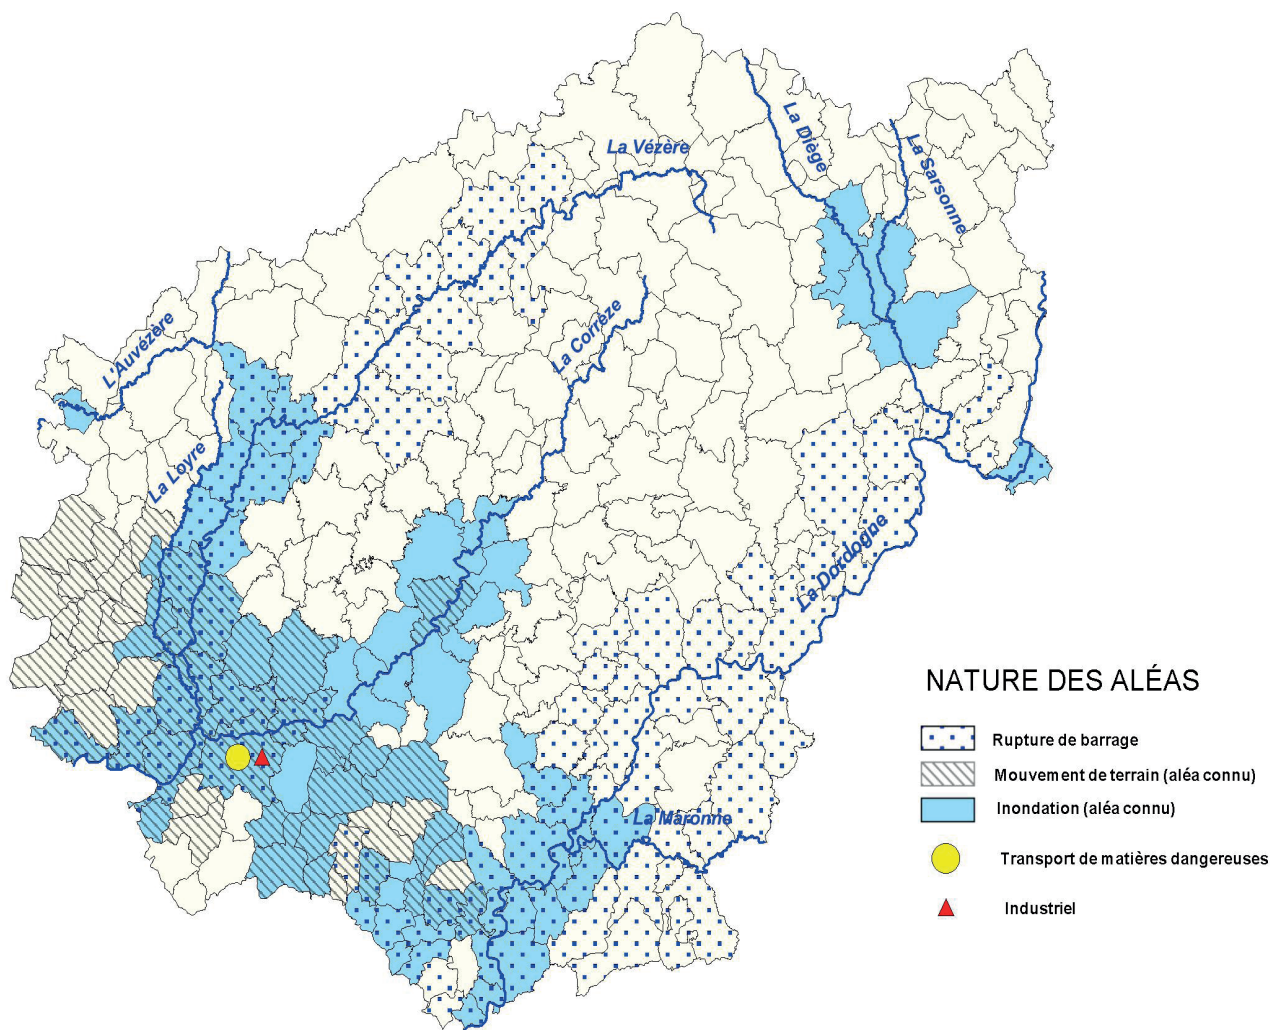 La Vézère
La Diège
La Sarsonne
L'Auvézère
La Corrèze
La Loyre
La Dordogne
La Maronne
NATURE DES ALÉAS
Rupture de barrage
Mouvement de terrain (aléa connu)
Inondation (aléa connu)
Transport de matières dangereuses
Industriel